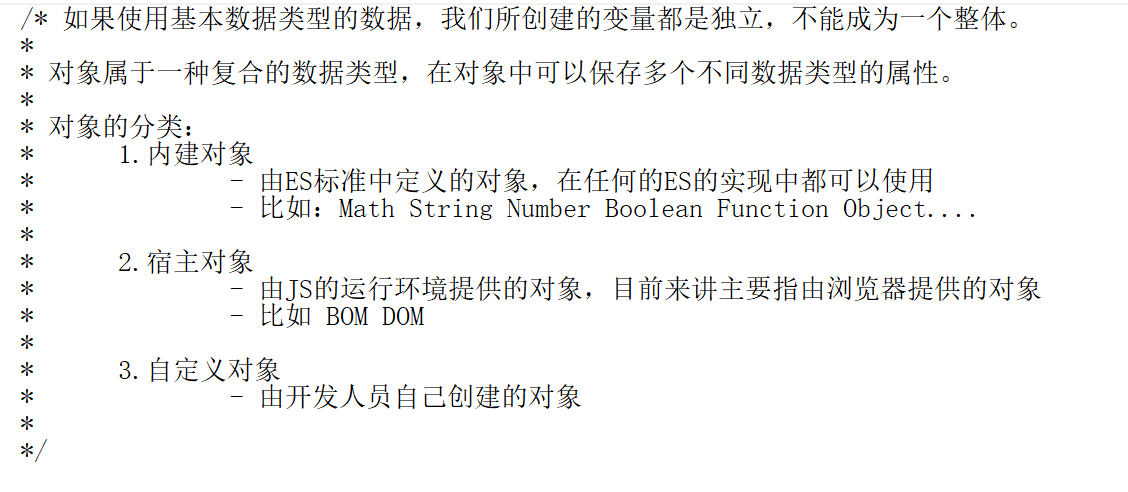 /* 如果使用基本数据类型的数据，我们所创建的变量都是独立，不能成为一个整体。
*
* 对象属于一种复合的数据类型，在对象中可以保存多个不同数据类型的属性。
*
* 对象的分类：
* 1.内建对象
* - 由ES标准中定义的对象，在任何的ES的实现中都可以使用
* - 比如：Math String Number Boolean Function Object....
*
* 2.宿主对象
* - 由JS的运行环境提供的对象，目前来讲主要指由浏览器提供的对象
* - 比如 BOM DOM
*
* 3.自定义对象
* - 由开发人员自己创建的对象
*
*/